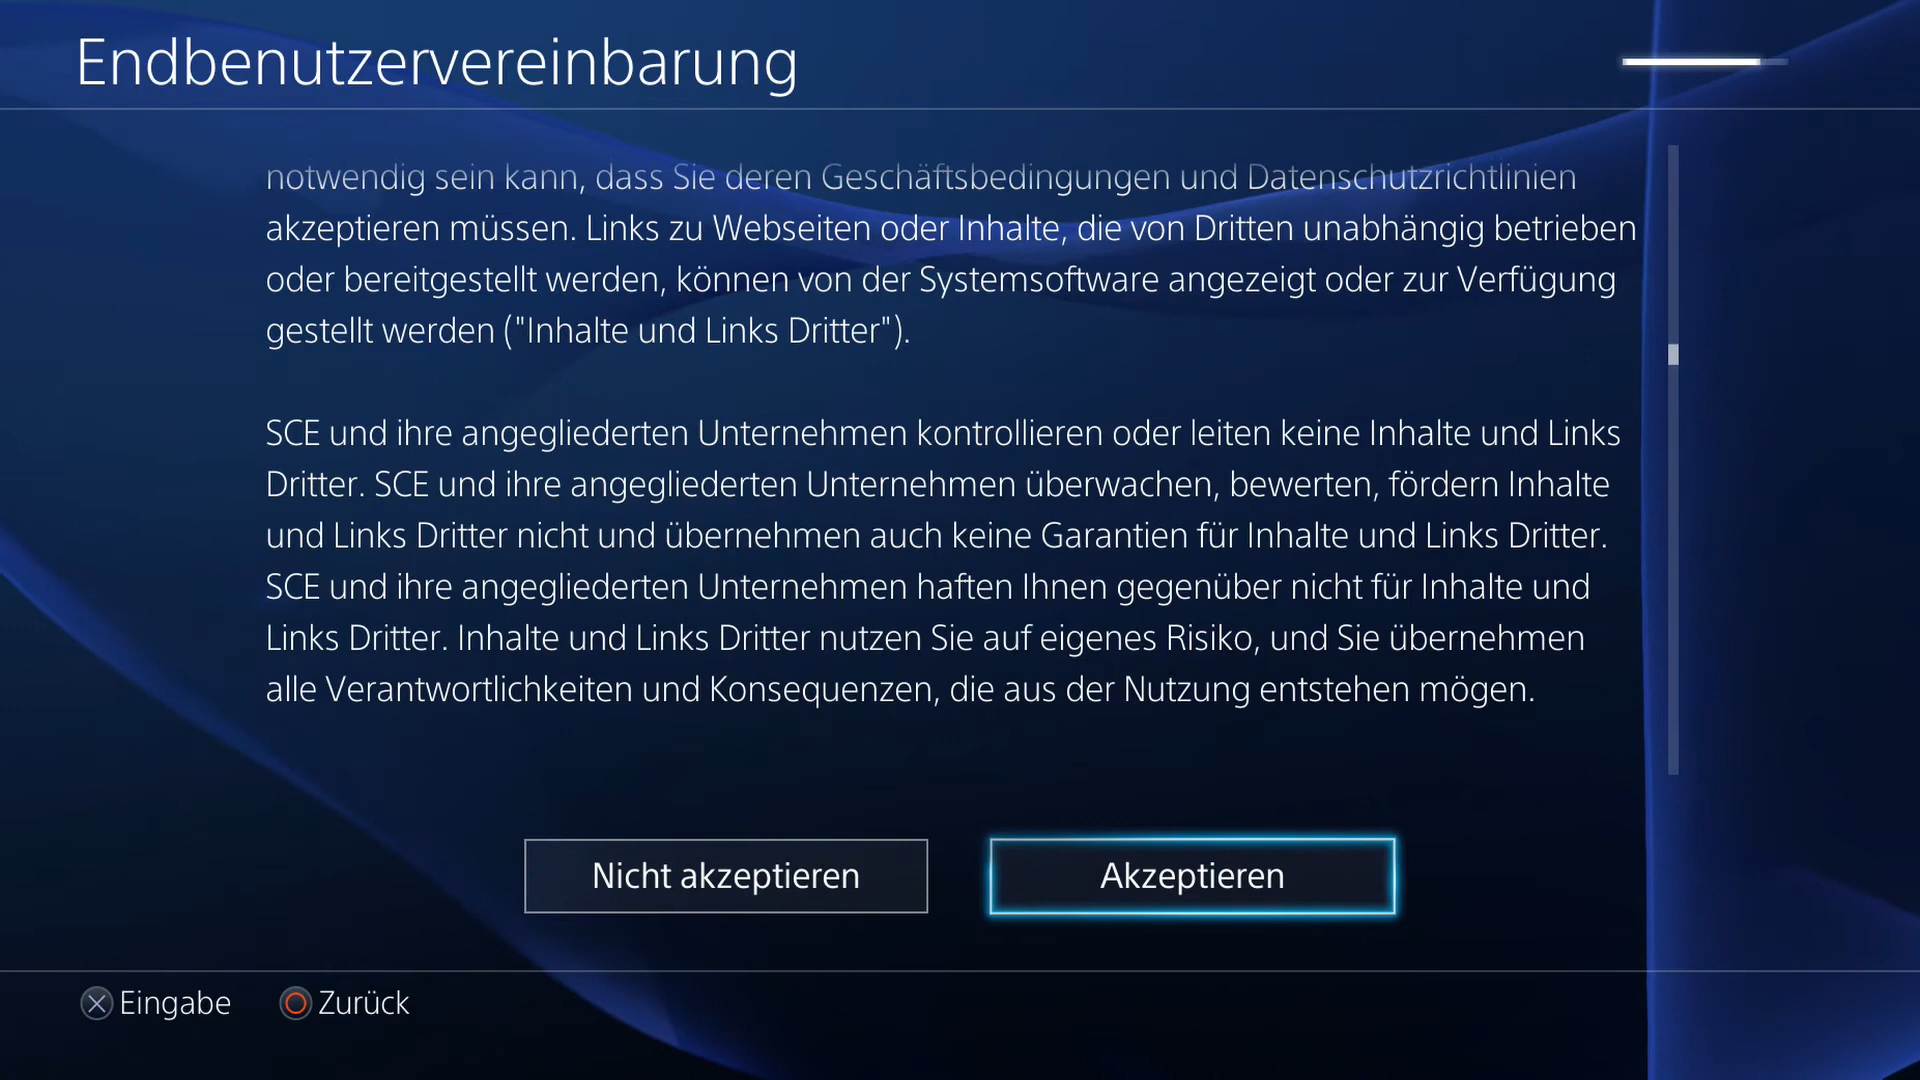 Endbenutzervereinbarung
notwendig sein kann, dass Sie deren Geschäftsbedingungen und Datenschutzrichtlinien
akzeptieren müssen. Links zu Webseiten oder Inhalte, die von Dritten unabhängig betrieben
oder bereitgestellt werden, können von der Systemsoftware angezeigt oder zur Verfügung
gestellt werden ("Inhalte und Links Dritter").
SCE und ihre angegliederten Unternehmen kontrollieren oder leiten keine Inhalte und Links
Dritter. SCE und ihre angegliederten Unternehmen überwachen, bewerten, fördern Inhalte
und Links Dritter nicht und übernehmen auch keine Garantien für Inhalte und Links Dritter.
SCE und ihre angegliederten Unternehmen haften Ihnen gegenüber nicht für Inhalte und
Links Dritter. Inhalte und Links Dritter nutzen Sie auf eigenes Risiko, und Sie übernehmen
alle Verantwortlichkeiten und Konsequenzen, die aus der Nutzung entstehen mögen.
Nicht akzeptieren
Akzeptieren
Eingabe
Zurück